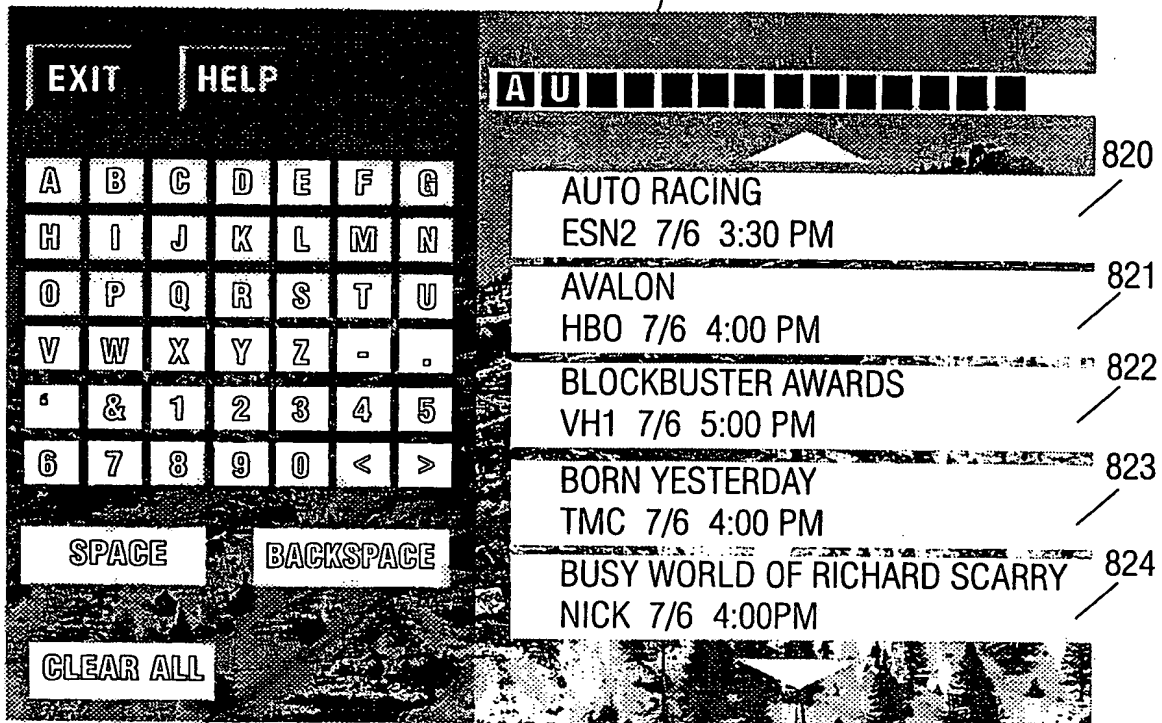 EXIT HELP
A B C D E F G
H I J K L M N
O P Q R S T U
V W X Y Z - .
' & 1 2 3 4 5
6 7 8 9 0 < >
SPACE BACKSPACE
CLEAR ALL
A U
AUTO RACING
ESN2 7/6 3:30 PM
820
AVALON
HBO 7/6 4:00 PM
821
BLOCKBUSTER AWARDS
VH1 7/6 5:00 PM
822
BORN YESTERDAY
TMC 7/6 4:00 PM
823
BUSY WORLD OF RICHARD SCARRY
NICK 7/6 4:00PM
824